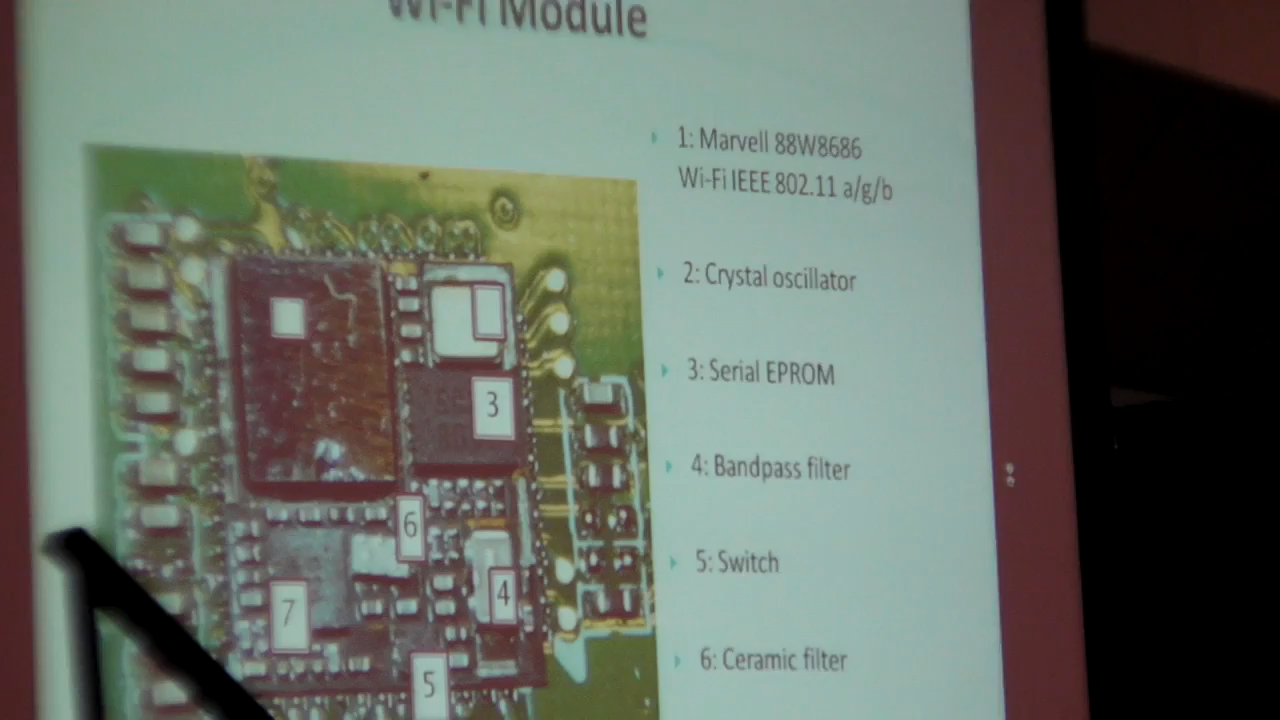 Wi-Fi Module
1: Marvell 88W8686
Wi-Fi IEEE 802.11 a/g/b
2: Crystal oscillator
3: Serial EPROM
4: Bandpass filter
5: Switch
6: Ceramic filter
3
6
4
7
5